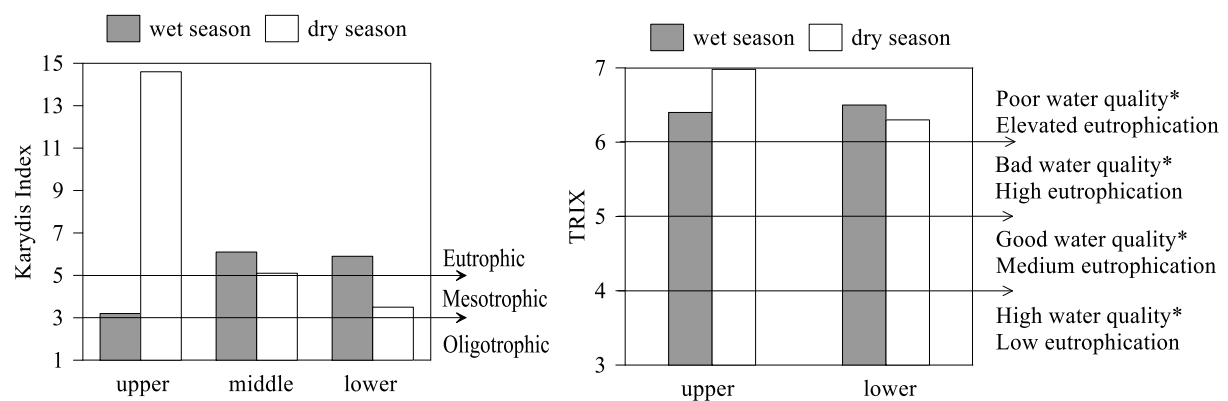 wet season dry season
15
13
11
9
7
5
3
1
Karydis Index
Eutrophic
Mesotrophic
Oligotrophic
upper middle lower
wet season dry season
7
6
5
4
3
TRIX
Poor water quality*
Elevated eutrophication
Bad water quality*
High eutrophication
Good water quality*
Medium eutrophication
High water quality*
Low eutrophication
upper lower